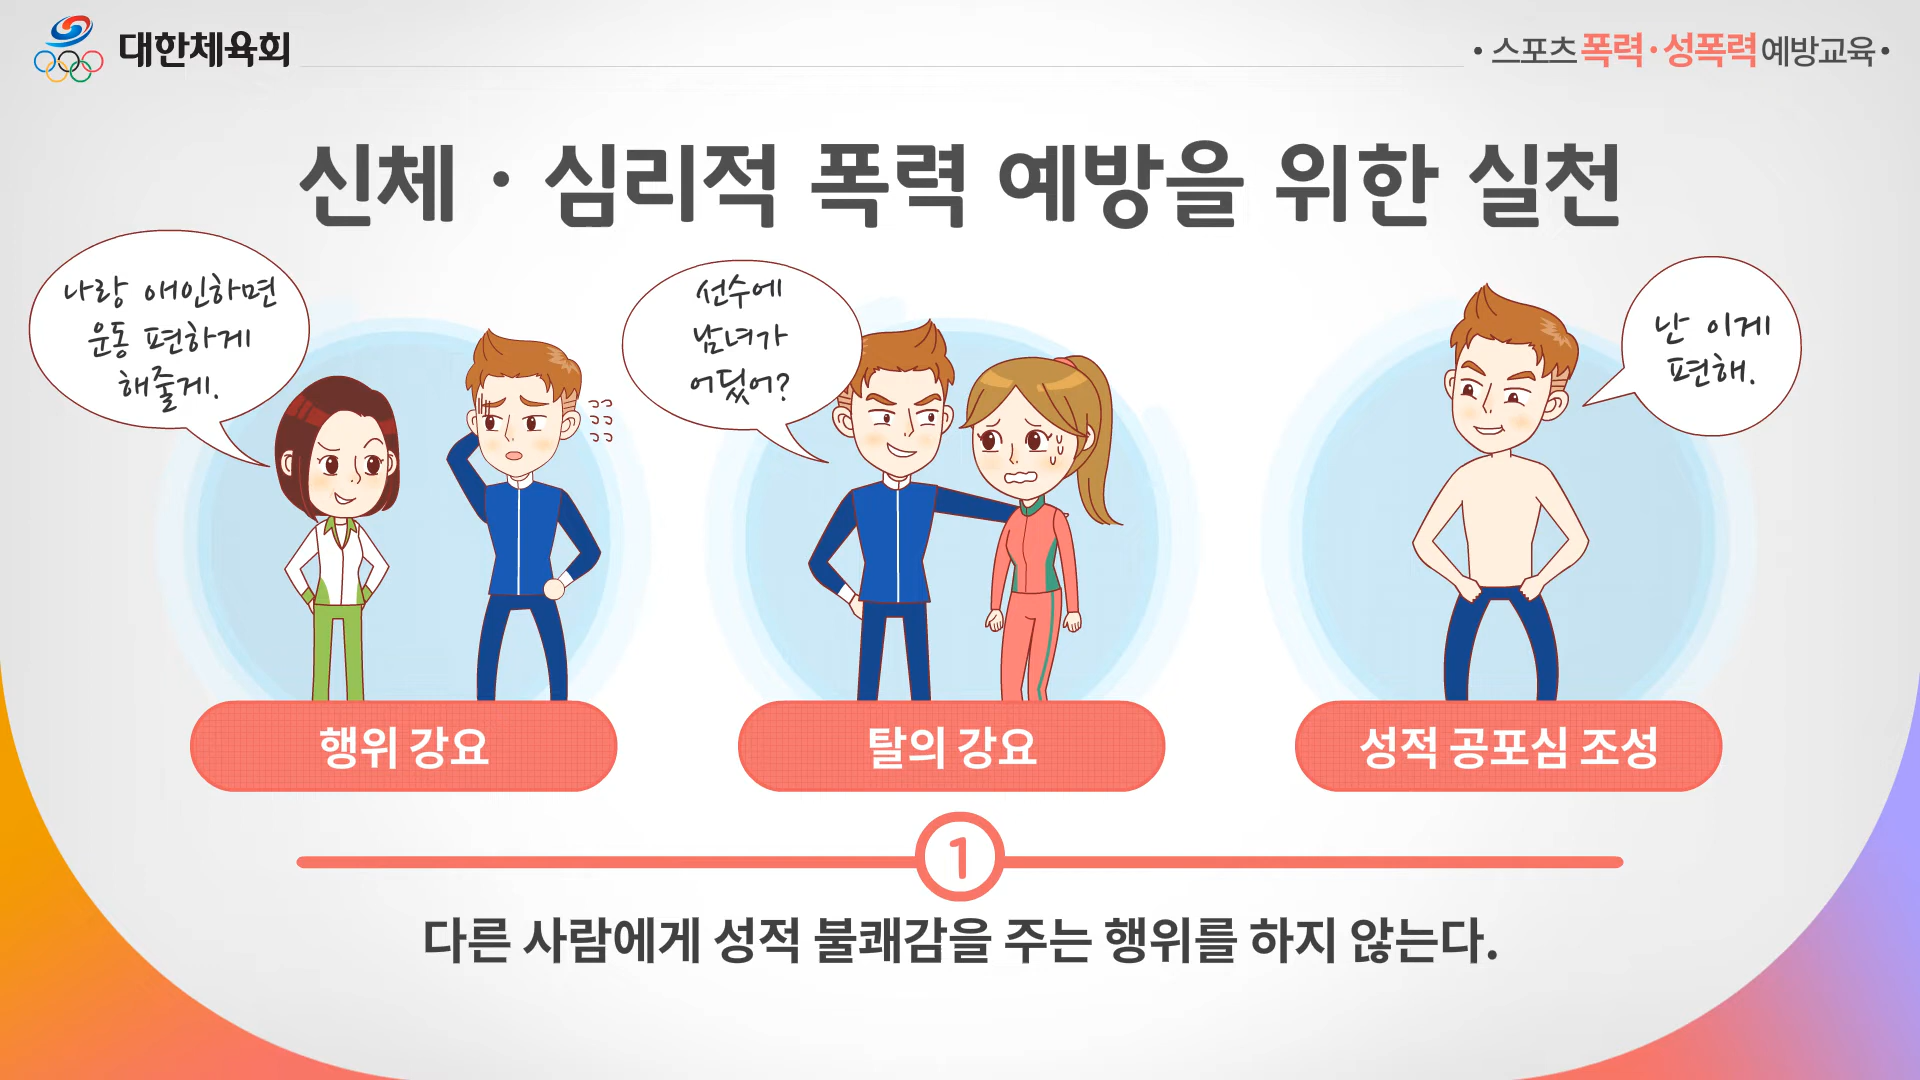 대한체육회
• 스포츠 폭력 · 성폭력 예방교육 •
신체 · 심리적 폭력 예방을 위한 실천
나랑 애인하면
운동 편하게
해줄게.
선수에
남녀가
어딨어?
난 이게
편해.
행위 강요
탈의 강요
성적 공포심 조성
1
다른 사람에게 성적 불쾌감을 주는 행위를 하지 않는다.